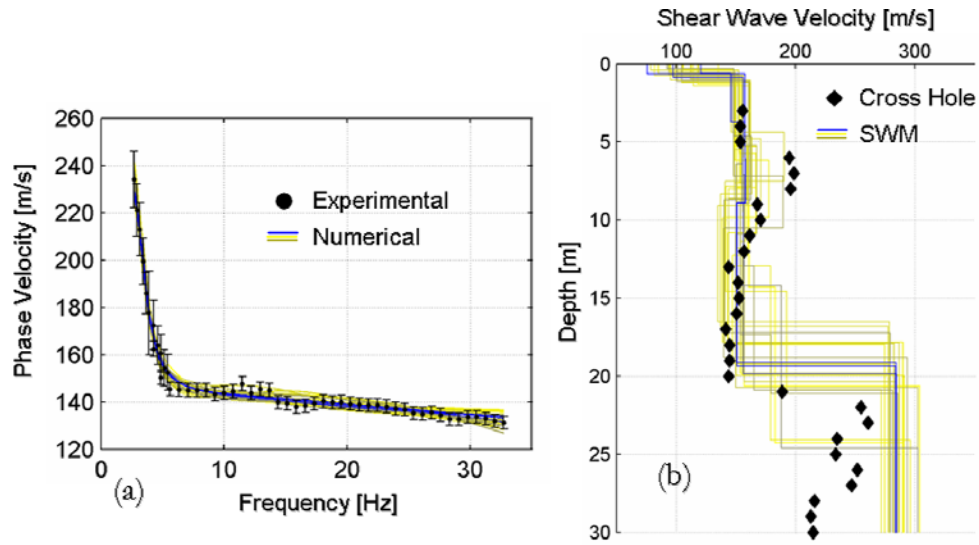 Shear Wave Velocity [m/s]
100 200 300
0
5
10
15
20
25
30
Depth [m]
Cross Hole
SWM
(b)
260
240
220
200
180
160
140
120
Phase Velocity [m/s]
Experimental
Numerical
0 10 20 30
(a)
Frequency [Hz]